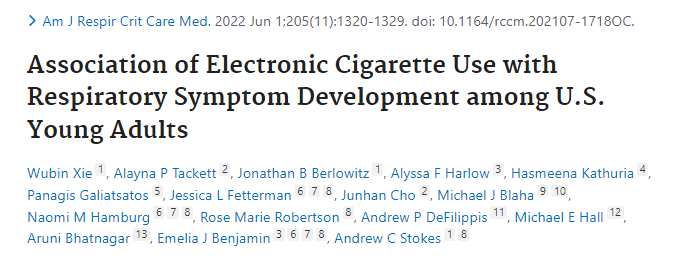 Am J Respir Crit Care Med. 2022 Jun 1;205(11):1320-1329. doi: 10.1164/rccm.202107-1718OC.
Association of Electronic Cigarette Use with
Respiratory Symptom Development among U.S.
Young Adults
Wubin Xie 1, Alayna P Tackett 2, Jonathan B Berlowitz 1, Alyssa F Harlow 3, Hasmeena Kathuria 4,
Panagis Galiatsatos 5, Jessica L Fetterman 6 7 8, Junhan Cho 2, Michael J Blaha 9 10,
Naomi M Hamburg 6 7 8, Rose Marie Robertson 8, Andrew P DeFilippis 11, Michael E Hall 12,
Aruni Bhatnagar 13, Emelia J Benjamin 3 6 7 8, Andrew C Stokes 1 8